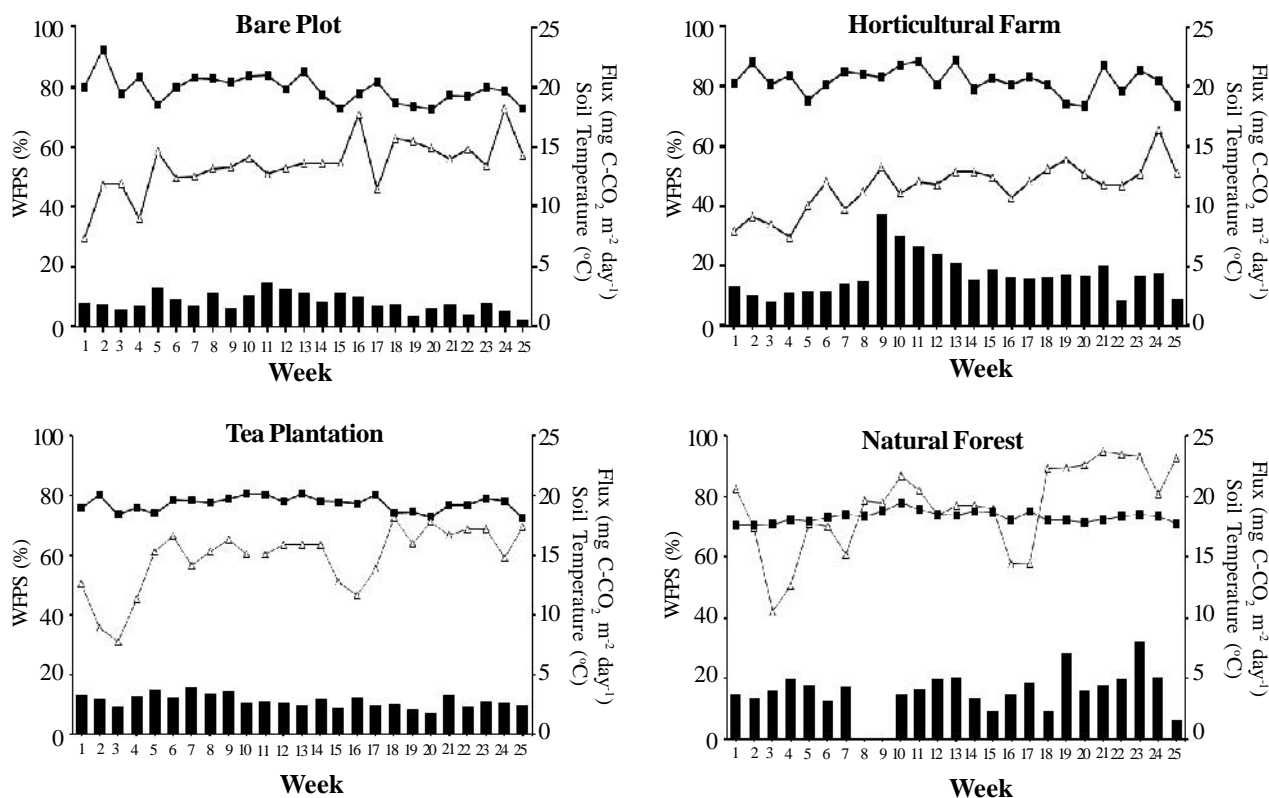 Bare Plot
100
80
60
40
20
0
WFPS (%)
25
20
15
10
5
0
Flux (mg C-CO₂ m⁻² day⁻¹)
Soil Temperature (°C)
1 2 3 4 5 6 7 8 9 10 11 12 13 14 15 16 17 18 19 20 21 22 23 24 25
Week
Horticultural Farm
100
80
60
40
20
0
WFPS (%)
25
20
15
10
5
0
Flux (mg C-CO₂ m⁻² day⁻¹)
Soil Temperature (°C)
1 2 3 4 5 6 7 8 9 10 11 12 13 14 15 16 17 18 19 20 21 22 23 24 25
Week
Tea Plantation
100
80
60
40
20
0
WFPS (%)
25
20
15
10
5
0
Flux (mg C-CO₂ m⁻² day⁻¹)
Soil Temperature (°C)
1 2 3 4 5 6 7 8 9 10 11 12 13 14 15 16 17 18 19 20 21 22 23 24 25
Week
Natural Forest
100
80
60
40
20
0
WFPS (%)
25
20
15
10
5
0
Flux (mg C-CO₂ m⁻² day⁻¹)
Soil Temperature (°C)
1 2 3 4 5 6 7 8 9 10 11 12 13 14 15 16 17 18 19 20 21 22 23 24 25
Week